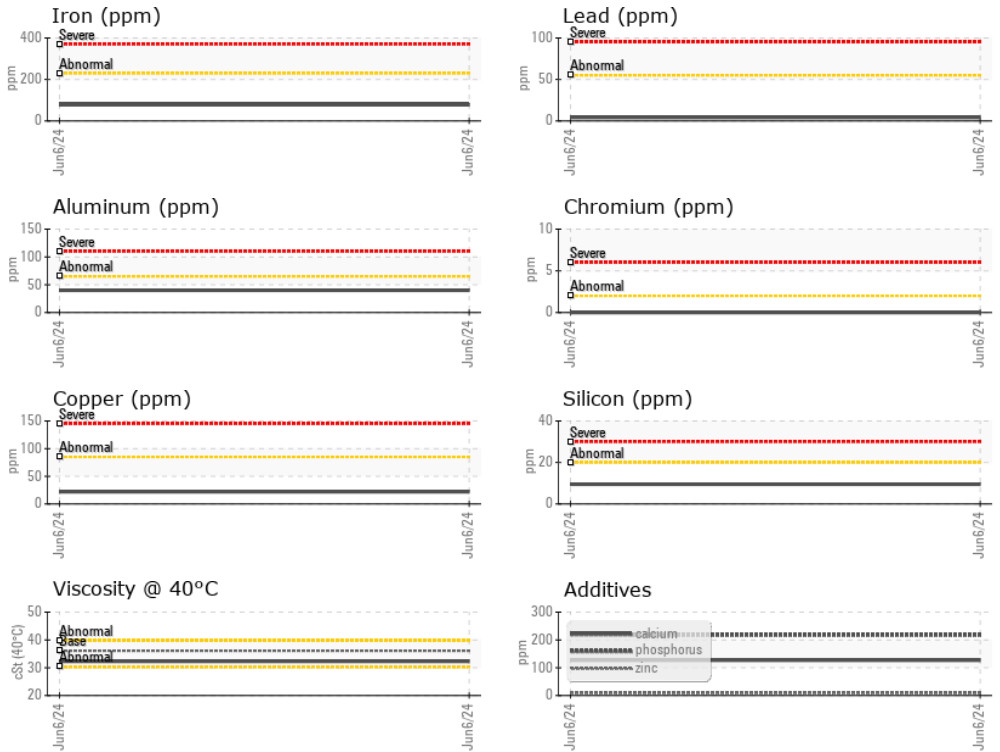 Iron (ppm)
400
200
0
ppm
Severe
Abnormal
Jun6/24
Jun6/24
Lead (ppm)
100
50
0
ppm
Severe
Abnormal
Jun6/24
Jun6/24
Aluminum (ppm)
150
100
50
0
ppm
Severe
Abnormal
Jun6/24
Jun6/24
Chromium (ppm)
10
5
0
ppm
Severe
Abnormal
Jun6/24
Jun6/24
Copper (ppm)
150
100
50
0
ppm
Severe
Abnormal
Jun6/24
Jun6/24
Silicon (ppm)
40
20
0
ppm
Severe
Abnormal
Jun6/24
Jun6/24
Viscosity @ 40°C
50
40
30
20
cSt (40°C)
Abnormal
Base
Abnormal
Jun6/24
Jun6/24
Additives
300
200
100
0
ppm
calcium
phosphorus
zinc
Jun6/24
Jun6/24